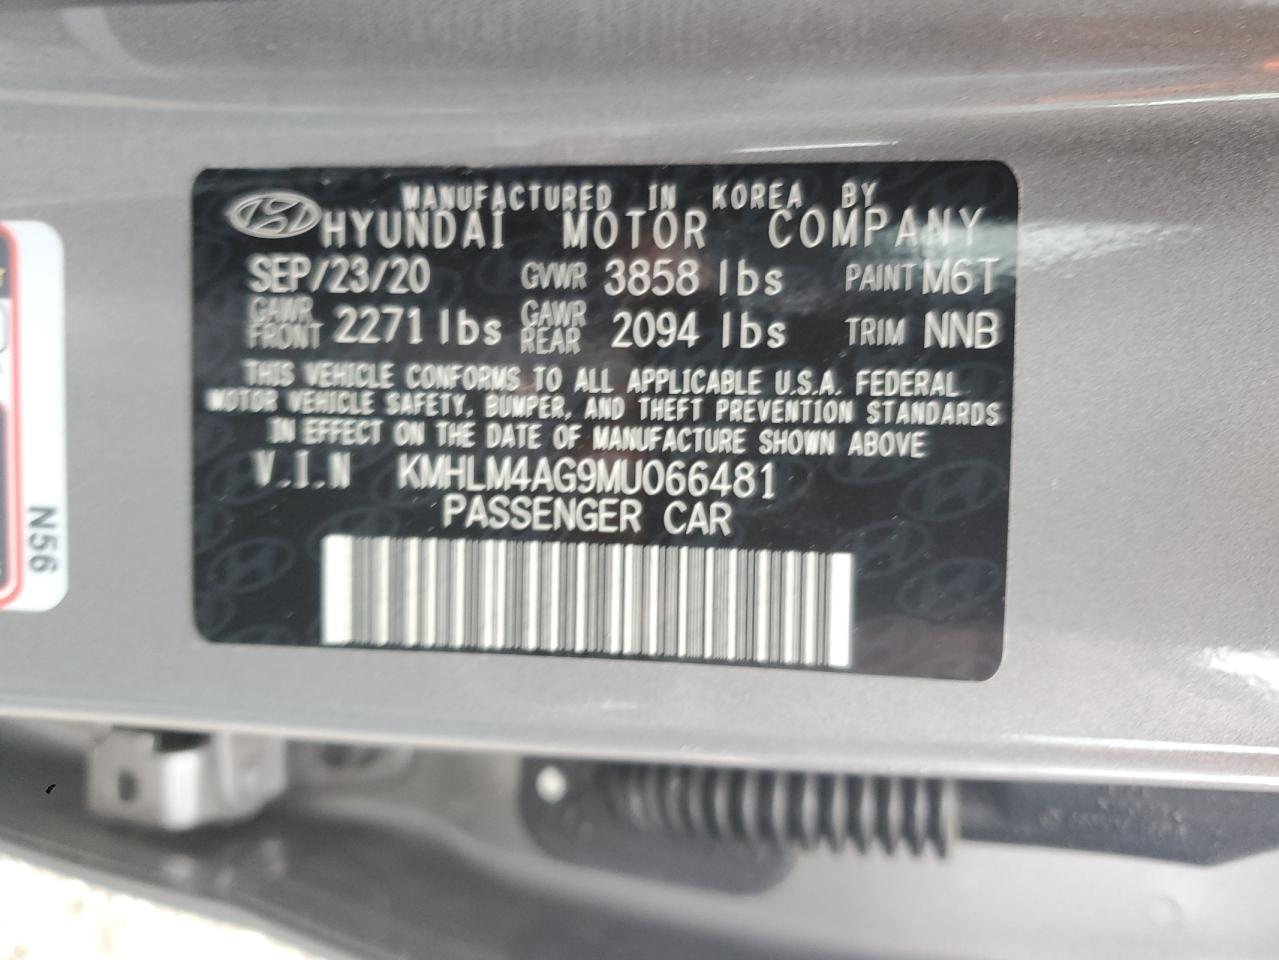 MANUFACTURED IN KOREA BY
HYUNDAI MOTOR COMPANY
SEP/23/20 GVWR 3858 lbs PAINT M6T
GAWR FRONT 2271 lbs GAWR REAR 2094 lbs TRIM NNB
THIS VEHICLE CONFORMS TO ALL APPLICABLE U.S.A. FEDERAL
MOTOR VEHICLE SAFETY, BUMPER, AND THEFT PREVENTION STANDARDS
IN EFFECT ON THE DATE OF MANUFACTURE SHOWN ABOVE
V.I.N KMHLM4AG9MU066481
PASSENGER CAR
N56